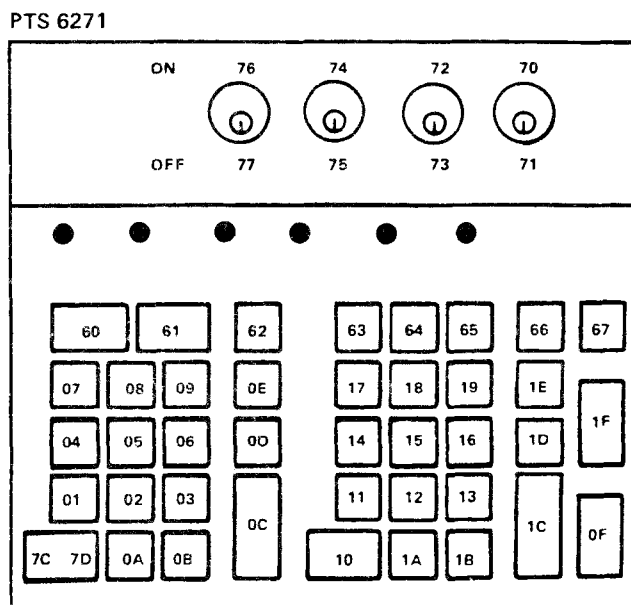 PTS 6271
ON 76 74 72 70
OFF 77 75 73 71
60 61 62 63 64 65 66 67
07 08 09 0E 17 18 19 1E
1F
04 05 06 0D 14 15 16 1D
01 02 03 11 12 13
0C 1C 0F
7C 7D 0A 0B 10 1A 1B